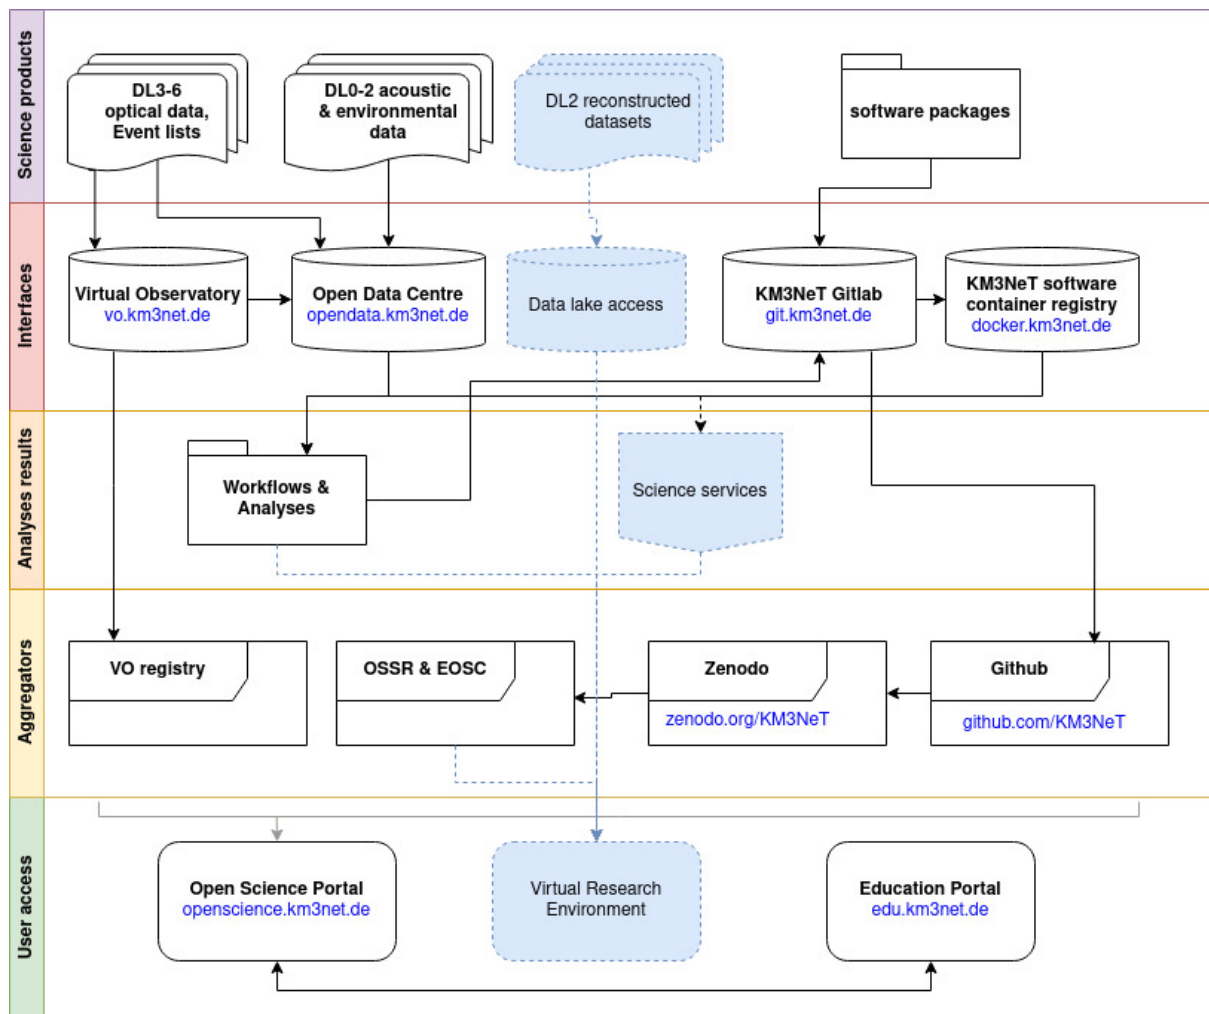 Science products
DL3-6
optical data,
Event lists
DL0-2 acoustic
& environmental
data
DL2 reconstructed
datasets
software packages
Interfaces
Virtual Observatory
vo.km3net.de
Open Data Centre
opendata.km3net.de
Data lake access
KM3NeT Gitlab
git.km3net.de
KM3NeT software
container registry
docker.km3net.de
Analyses results
Workflows &
Analyses
Science services
Aggregators
VO registry
OSSR & EOSC
Zenodo
zenodo.org/KM3NeT
Github
github.com/KM3NeT
User access
Open Science Portal
openscience.km3net.de
Virtual Research
Environment
Education Portal
edu.km3net.de